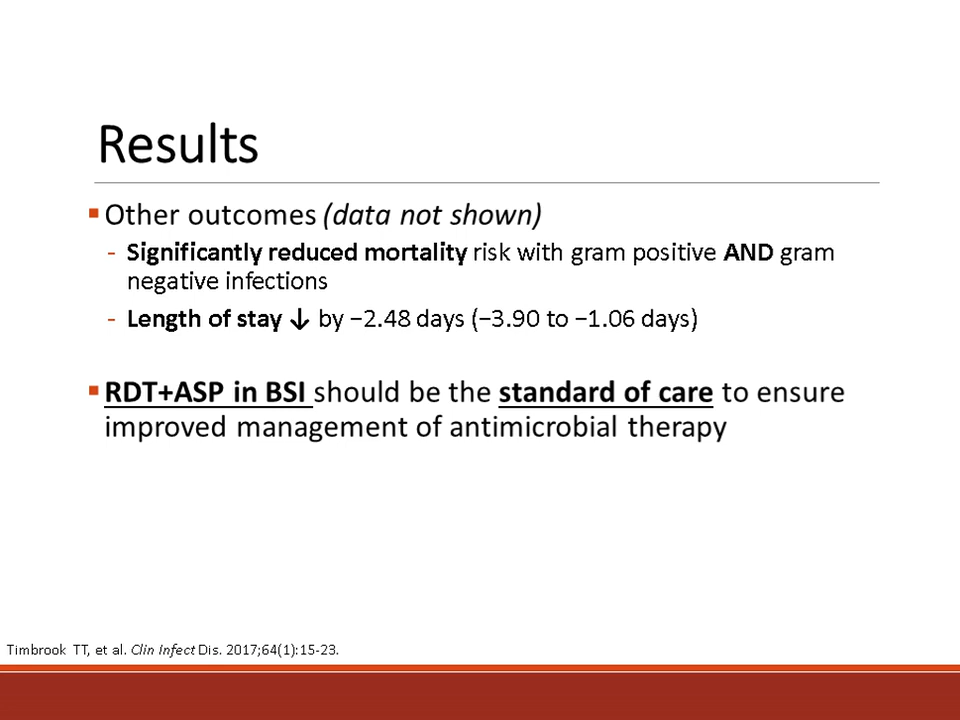 Results
▪ Other outcomes (data not shown)
- Significantly reduced mortality risk with gram positive AND gram
negative infections
- Length of stay ↓ by −2.48 days (−3.90 to −1.06 days)
▪ RDT+ASP in BSI should be the standard of care to ensure
improved management of antimicrobial therapy
Timbrook TT, et al. Clin Infect Dis. 2017;64(1):15-23.